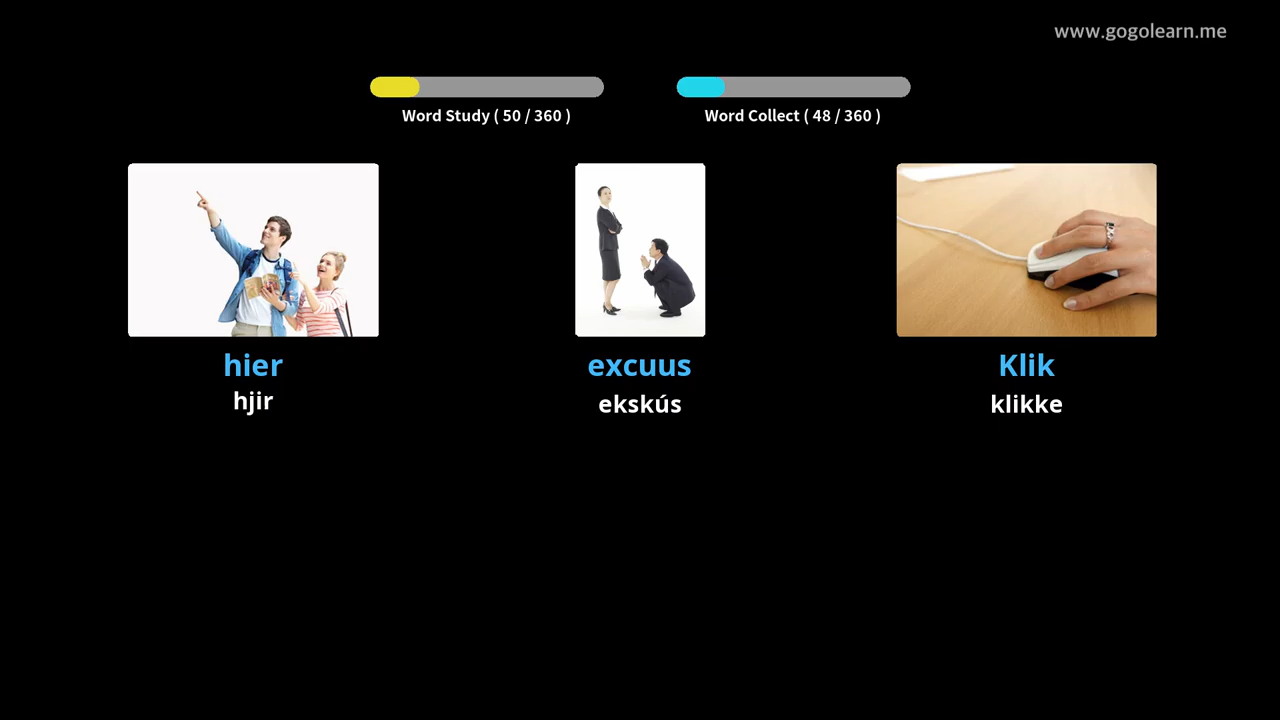 www.gogolearn.me
Word Study ( 50 / 360 )
Word Collect ( 48 / 360 )
hier
hjir
excuus
ekskús
Klik
klikke